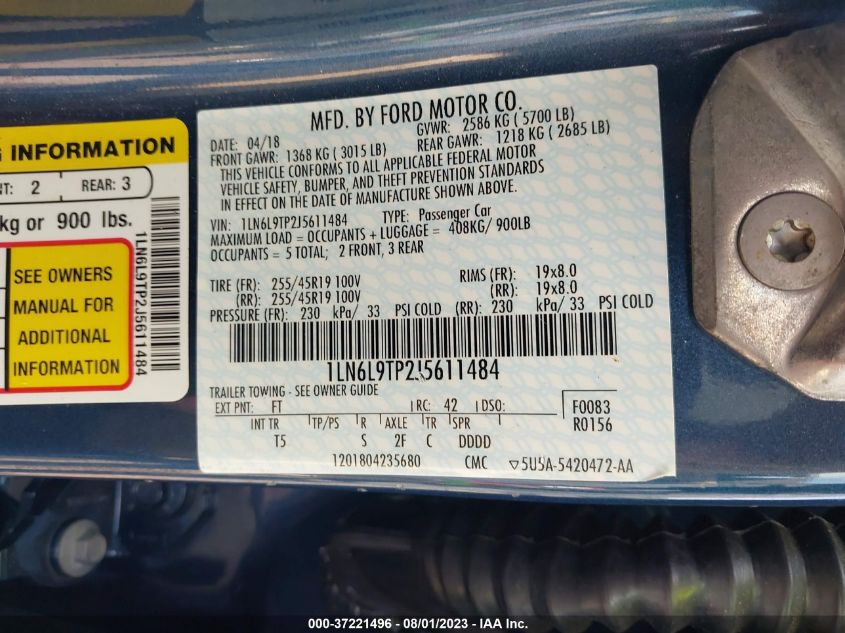 G INFORMATION
NT: 2 REAR: 3
kg or 900 lbs.
SEE OWNERS
MANUAL FOR
ADDITIONAL
INFORMATION
1LN6L9TP2J5611484
MFD. BY FORD MOTOR CO.
DATE: 04/18 GVWR: 2586 KG ( 5700 LB)
FRONT GAWR: 1368 KG ( 3015 LB) REAR GAWR: 1218 KG ( 2685 LB)
THIS VEHICLE CONFORMS TO ALL APPLICABLE FEDERAL MOTOR
VEHICLE SAFETY, BUMPER, AND THEFT PREVENTION STANDARDS
IN EFFECT ON THE DATE OF MANUFACTURE SHOWN ABOVE.
VIN: 1LN6L9TP2J5611484 TYPE: Passenger Car
MAXIMUM LOAD = OCCUPANTS + LUGGAGE = 408KG/ 900LB
OCCUPANTS = 5 TOTAL: 2 FRONT, 3 REAR
TIRE (FR): 255/45R19 100V RIMS (FR): 19x8.0
(RR): 255/45R19 100V (RR): 19x8.0
PRESSURE (FR): 230 kPa/ 33 PSI COLD (RR): 230 kPa/ 33 PSI COLD
1LN6L9TP2J5611484
TRAILER TOWING - SEE OWNER GUIDE
EXT PNT: FT RC: 42 DSO: F0083
INT TR TP/PS R AXLE TR SPR R0156
T5 S 2F C DDDD
1201804235680 CMC ▽5U5A-5420472-AA
000-37221496 - 08/01/2023 - IAA Inc.